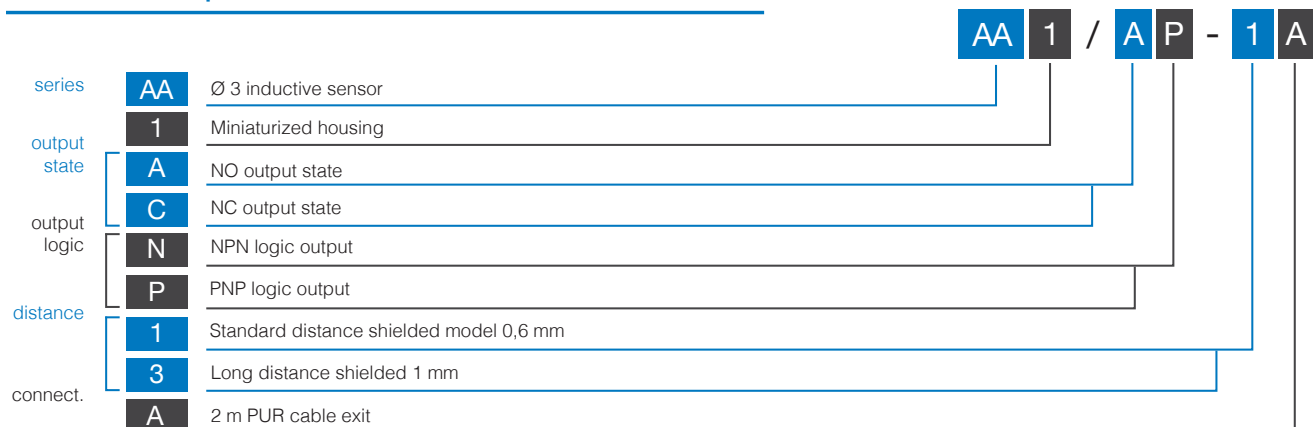 AA 1 / A P - 1 A
series AA Ø 3 inductive sensor
1 Miniaturized housing
output state
A NO output state
C NC output state
output logic
N NPN logic output
P PNP logic output
distance
1 Standard distance shielded model 0,6 mm
3 Long distance shielded 1 mm
connect.
A 2 m PUR cable exit